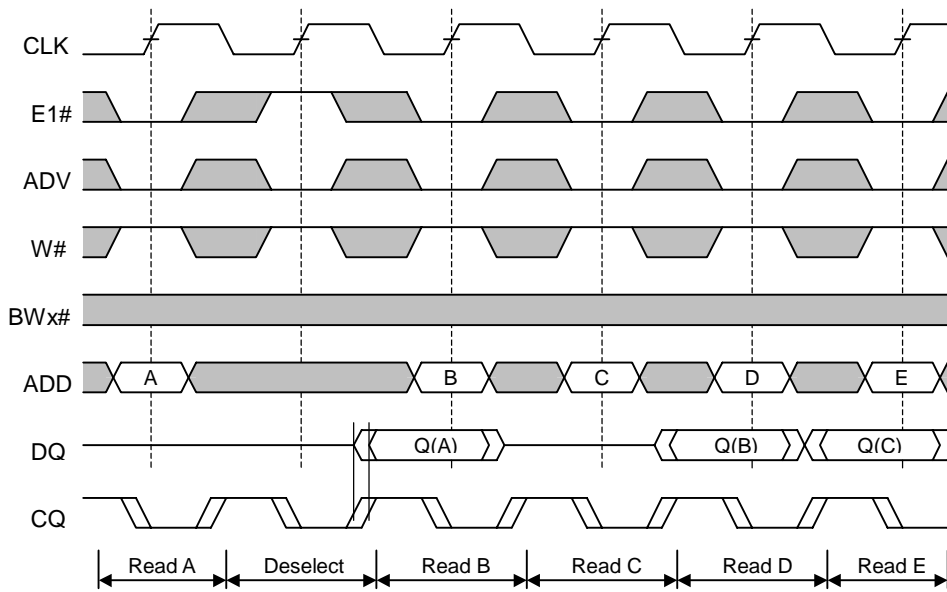 CLK
E1#
ADV
W#
BWx#
ADD A B C D E
DQ Q(A) Q(B) Q(C)
CQ
Read A Deselect Read B Read C Read D Read E